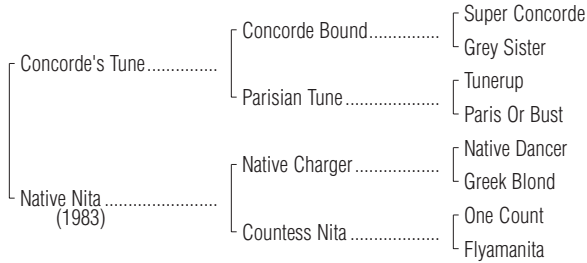 Super Concorde
Concorde Bound................
Grey Sister
Concorde's Tune...............
Tunerup
Parisian Tune.....................
Paris Or Bust
Native Dancer
Native Charger...................
Greek Blond
Native Nita........................
(1983)
One Count
Countess Nita....................
Flyamanita